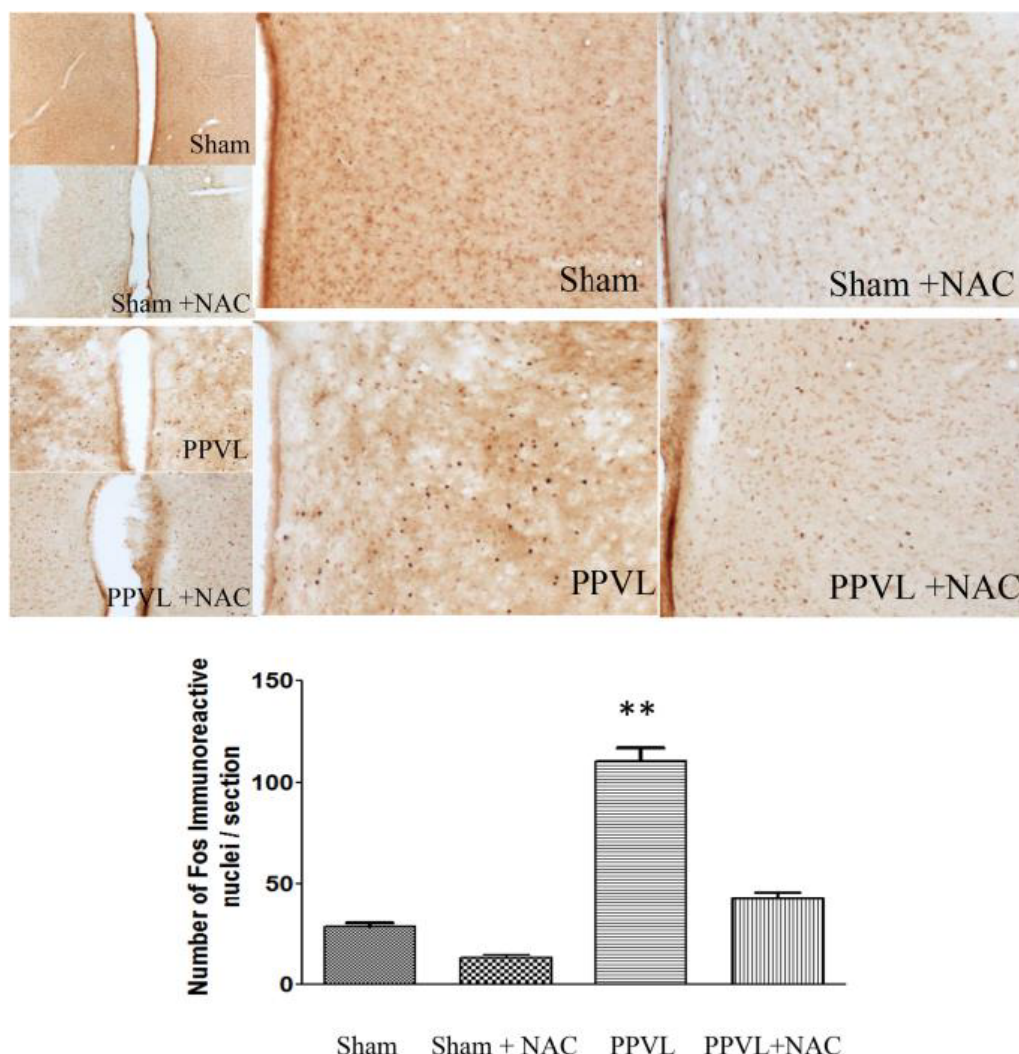 Sham
Sham +NAC
Sham
Sham +NAC
PPVL
PPVL +NAC
PPVL
PPVL +NAC
Number of Fos Immunoreactive
nuclei / section
150
**
100
50
0
Sham Sham + NAC PPVL PPVL+NAC